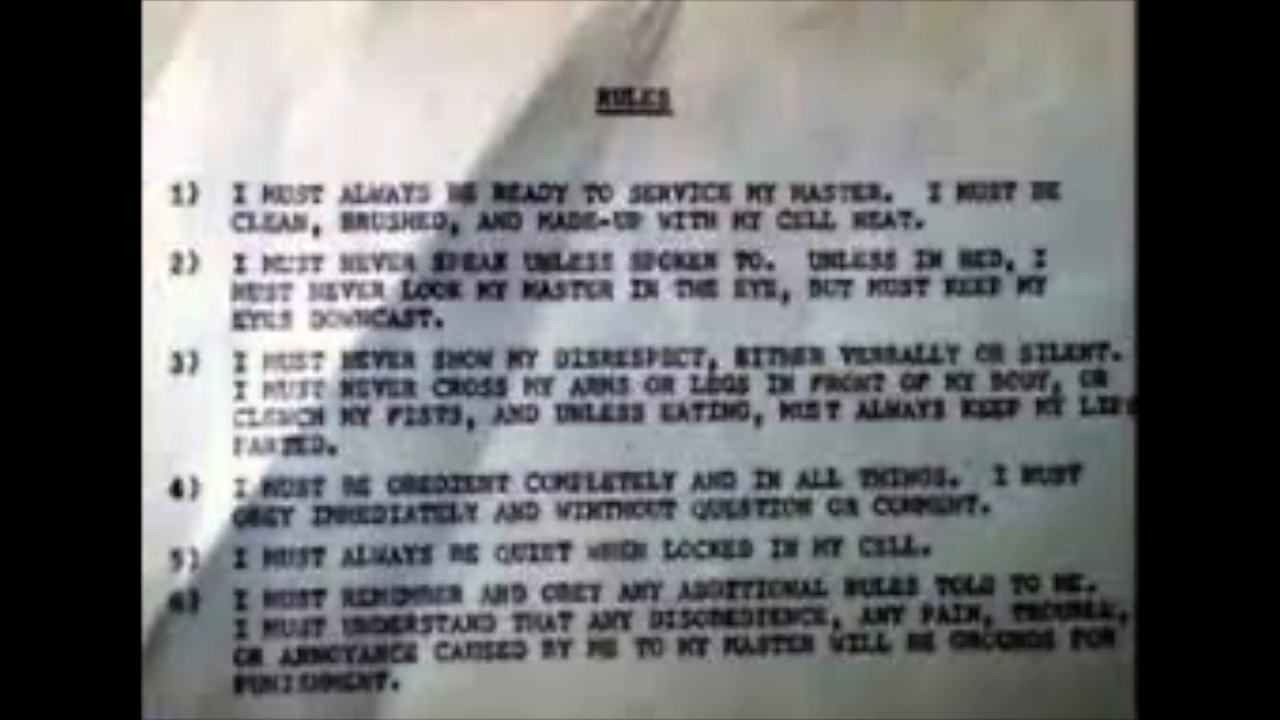 RULES
1) I MUST ALWAYS BE READY TO SERVICE MY MASTER. I MUST BE
CLEAN, BRUSHED, AND MADE-UP WITH MY CELL NEAT.
2) I MUST NEVER SPEAK UNLESS SPOKEN TO. UNLESS IN BED, I
MUST NEVER LOOK MY MASTER IN THE EYE, BUT MUST KEEP MY
EYES DOWNCAST.
3) I MUST NEVER SHOW MY DISRESPECT, EITHER VERBALLY OR SILENT.
I MUST NEVER CROSS MY ARMS OR LEGS IN FRONT OF MY BODY, OR
CLENCH MY FISTS, AND UNLESS EATING, MUST ALWAYS KEEP MY LIPS
PARTED.
4) I MUST BE OBEDIENT COMPLETELY AND IN ALL THINGS. I MUST
OBEY IMMEDIATELY AND WINTHOUT QUESTION OR COMMENT.
5) I MUST ALWAYS BE QUIET WHEN LOCKED IN MY CELL.
6) I MUST REMEMBER AND OBEY ANY ADDITIONAL RULES TOLD TO ME.
I MUST UNDERSTAND THAT ANY DISOBEDIENCE, ANY PAIN, TROUBLE,
OR ANNOYANCE CAUSED BY ME TO MY MASTER WILL BE GROUNDS FOR
PUNISHMENT.